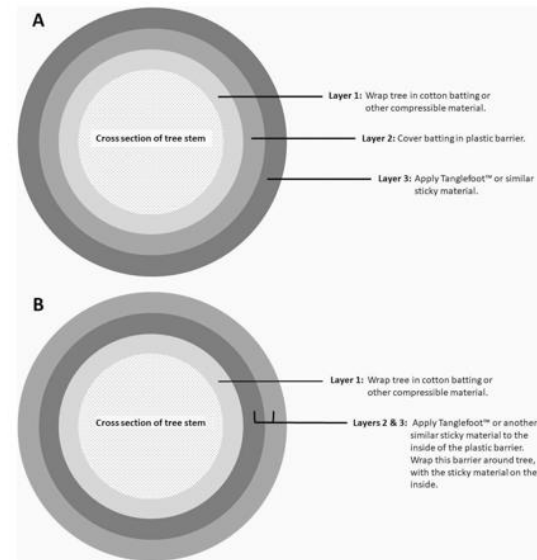 A
Layer 1: Wrap tree in cotton batting or
other compressible material.
Cross section of tree stem
Layer 2: Cover batting in plastic barrier.
Layer 3: Apply Tanglefoot™ or similar
sticky material.
B
Layer 1: Wrap tree in cotton batting or
other compressible material.
Cross section of tree stem
Layers 2 & 3: Apply Tanglefoot™ or another
similar sticky material to the
inside of the plastic barrier.
Wrap this barrier around tree,
with the sticky material on the
inside.